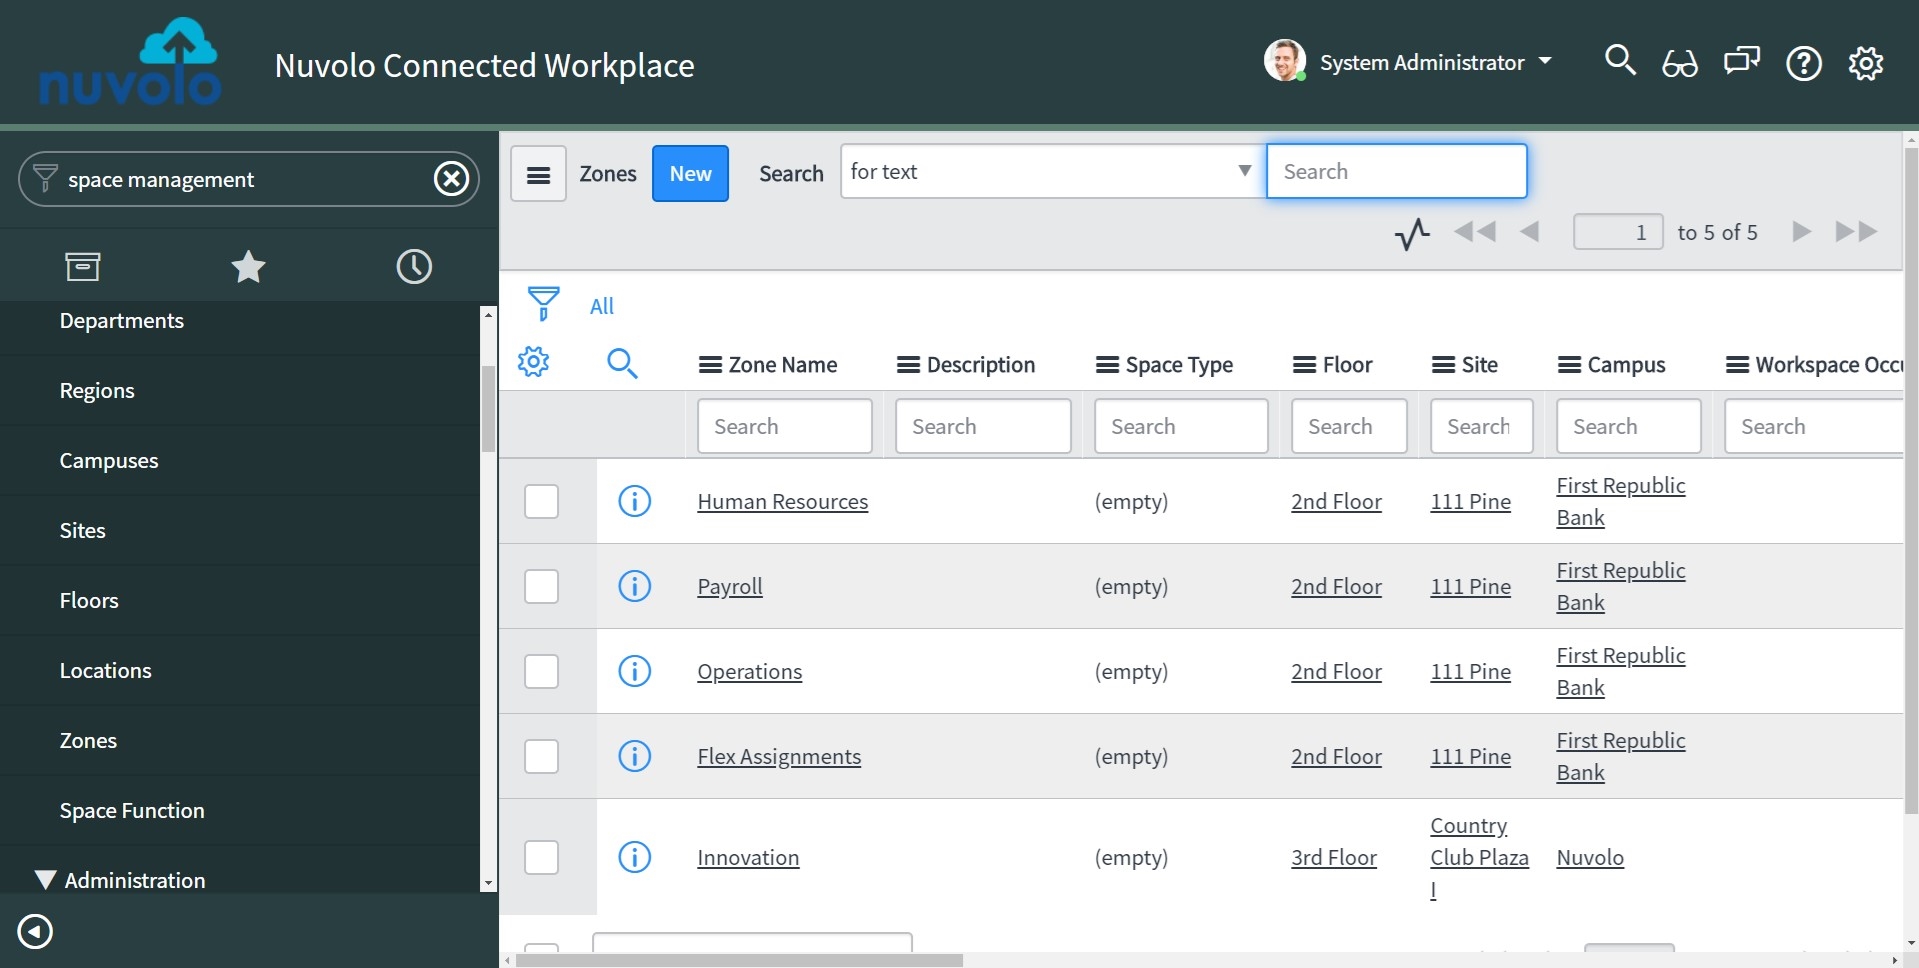 nuvolo
Nuvolo Connected Workplace
System Administrator
space management
Zones
New
Search
for text
Search
1
to 5 of 5
Departments
Regions
Campuses
Sites
Floors
Locations
Zones
Space Function
Administration
All
Zone Name Description Space Type Floor Site Campus Workspace Occu
Search Search Search Search Search Search Search
Human Resources (empty) 2nd Floor 111 Pine First Republic
Bank
Payroll (empty) 2nd Floor 111 Pine First Republic
Bank
Operations (empty) 2nd Floor 111 Pine First Republic
Bank
Flex Assignments (empty) 2nd Floor 111 Pine First Republic
Bank
Innovation (empty) 3rd Floor Country
Club Plaza
I
Nuvolo